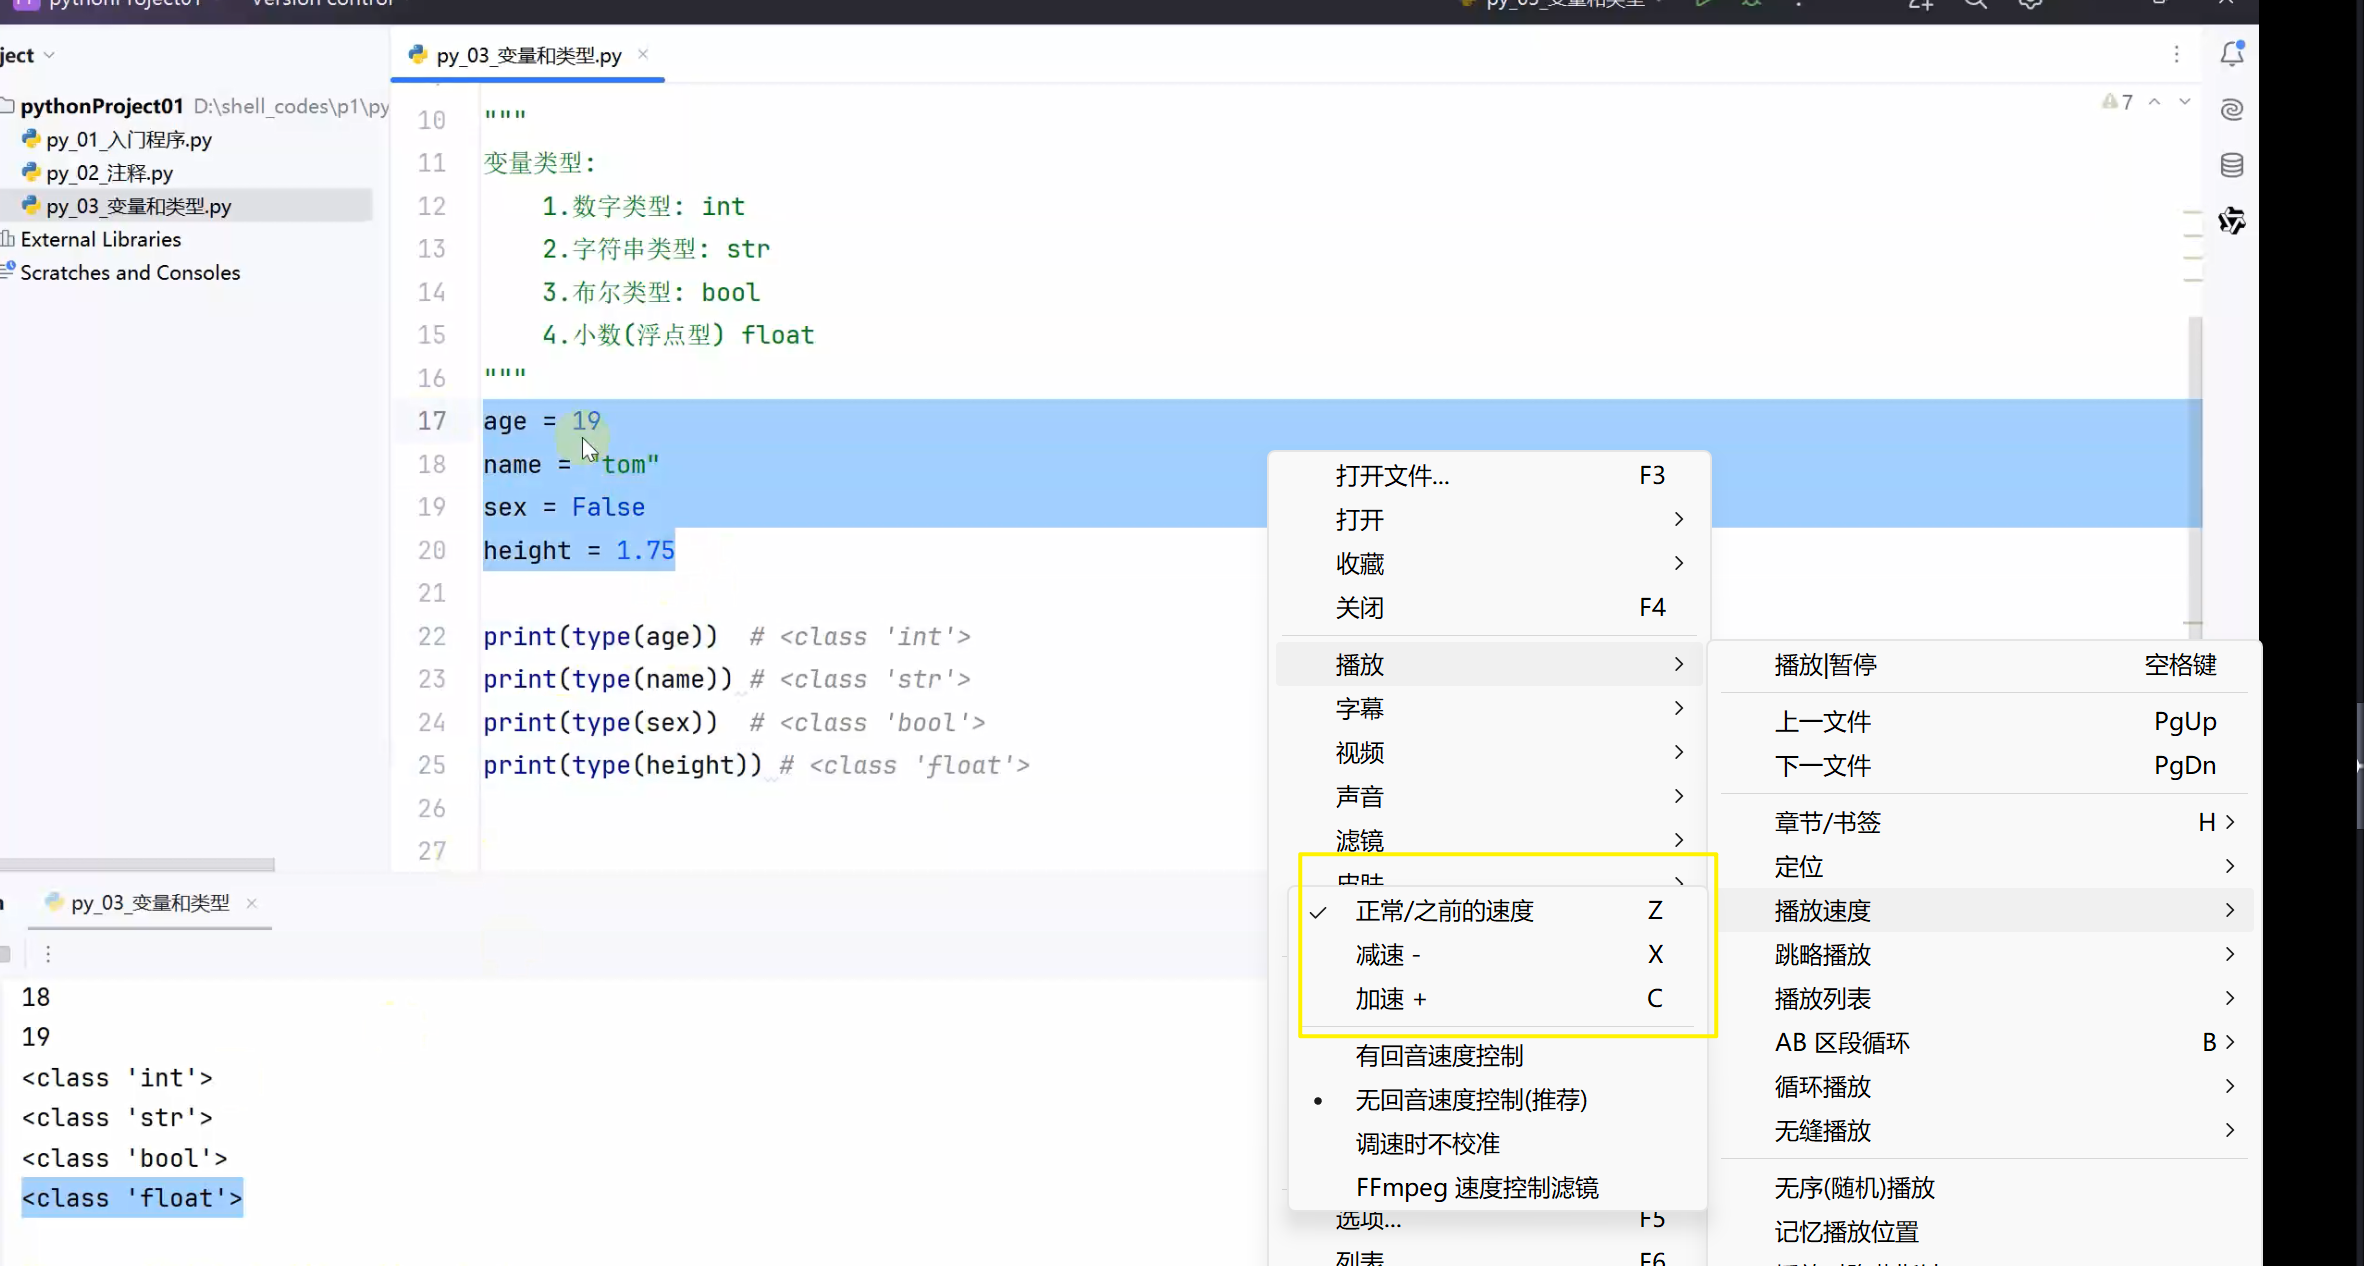 pythonProject01
version control
py_03_变量和类型
ject
py_03_变量和类型.py
pythonProject01 D:\shell_codes\p1\py
py_01_入门程序.py
py_02_注释.py
py_03_变量和类型.py
External Libraries
Scratches and Consoles
7
10 """
11 变量类型:
12 1.数字类型: int
13 2.字符串类型: str
14 3.布尔类型: bool
15 4.小数(浮点型) float
16 """
17 age = 19
18 name = "tom"
19 sex = False
20 height = 1.75
21
22 print(type(age)) # <class 'int'>
23 print(type(name)) # <class 'str'>
24 print(type(sex)) # <class 'bool'>
25 print(type(height)) # <class 'float'>
26
27
py_03_变量和类型
18
19
<class 'int'>
<class 'str'>
<class 'bool'>
<class 'float'>
打开文件... F3
打开
收藏
关闭 F4
播放
字幕
视频
声音
滤镜
皮肤
选项... F5
列表 F6
播放|暂停 空格键
上一文件 PgUp
下一文件 PgDn
章节/书签 H
定位
播放速度
跳略播放
播放列表
AB 区段循环 B
循环播放
无缝播放
无序(随机)播放
记忆播放位置
正常/之前的速度 Z
减速 - X
加速 + C
有回音速度控制
无回音速度控制(推荐)
调速时不校准
FFmpeg 速度控制滤镜